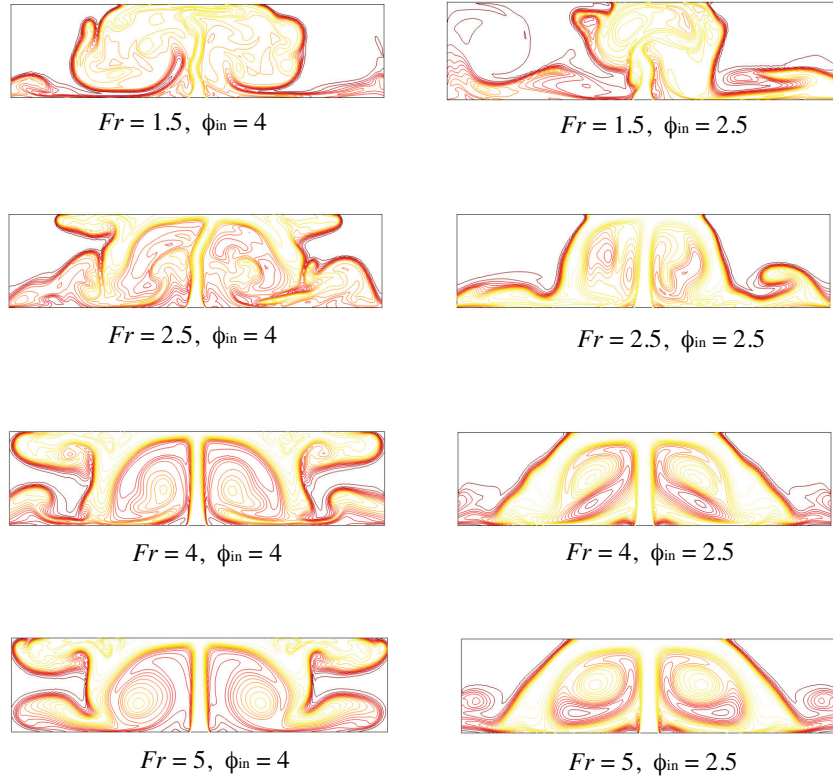 Fr = 1.5, ϕin = 4
Fr = 1.5, ϕin = 2.5
Fr = 2.5, ϕin = 4
Fr = 2.5, ϕin = 2.5
Fr = 4, ϕin = 4
Fr = 4, ϕin = 2.5
Fr = 5, ϕin = 4
Fr = 5, ϕin = 2.5